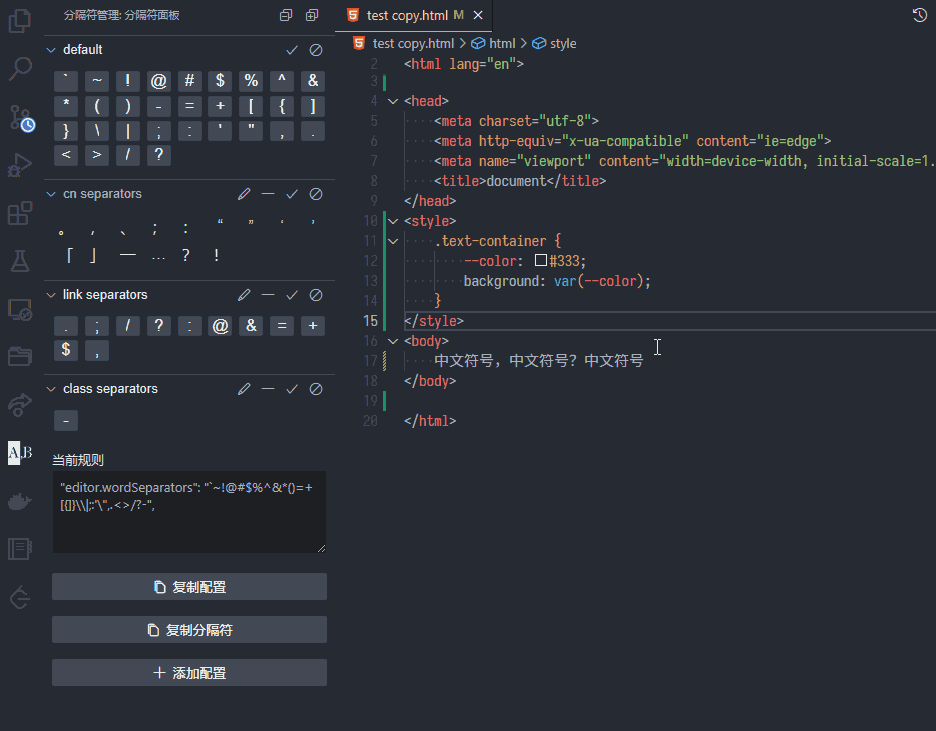 分隔符管理: 分隔符面板
default
` ~ ! @ # $ % ^ &
* ( ) - = + [ { ]
} \ | ; : ' " , .
< > / ?
cn separators
。 , 、 ; : “ ” ‘ ’
「 」 — … ? !
link separators
. ; / ? : @ & = +
$ ,
class separators
-
当前规则
"editor.wordSeparators": "`~!@#$%^&*()=+
[{]}\\|;:'\",.<>/?-",
复制配置
复制分隔符
添加配置
test copy.html M
test copy.html > html > style
2 <html lang="en">
3
4 <head>
5 <meta charset="utf-8">
6 <meta http-equiv="x-ua-compatible" content="ie=edge">
7 <meta name="viewport" content="width=device-width, initial-scale=1.
8 <title>document</title>
9 </head>
10 <style>
11 .text-container {
12 --color: #333;
13 background: var(--color);
14 }
15 </style>
16 <body>
17 中文符号，中文符号？中文符号
18 </body>
19
20 </html>